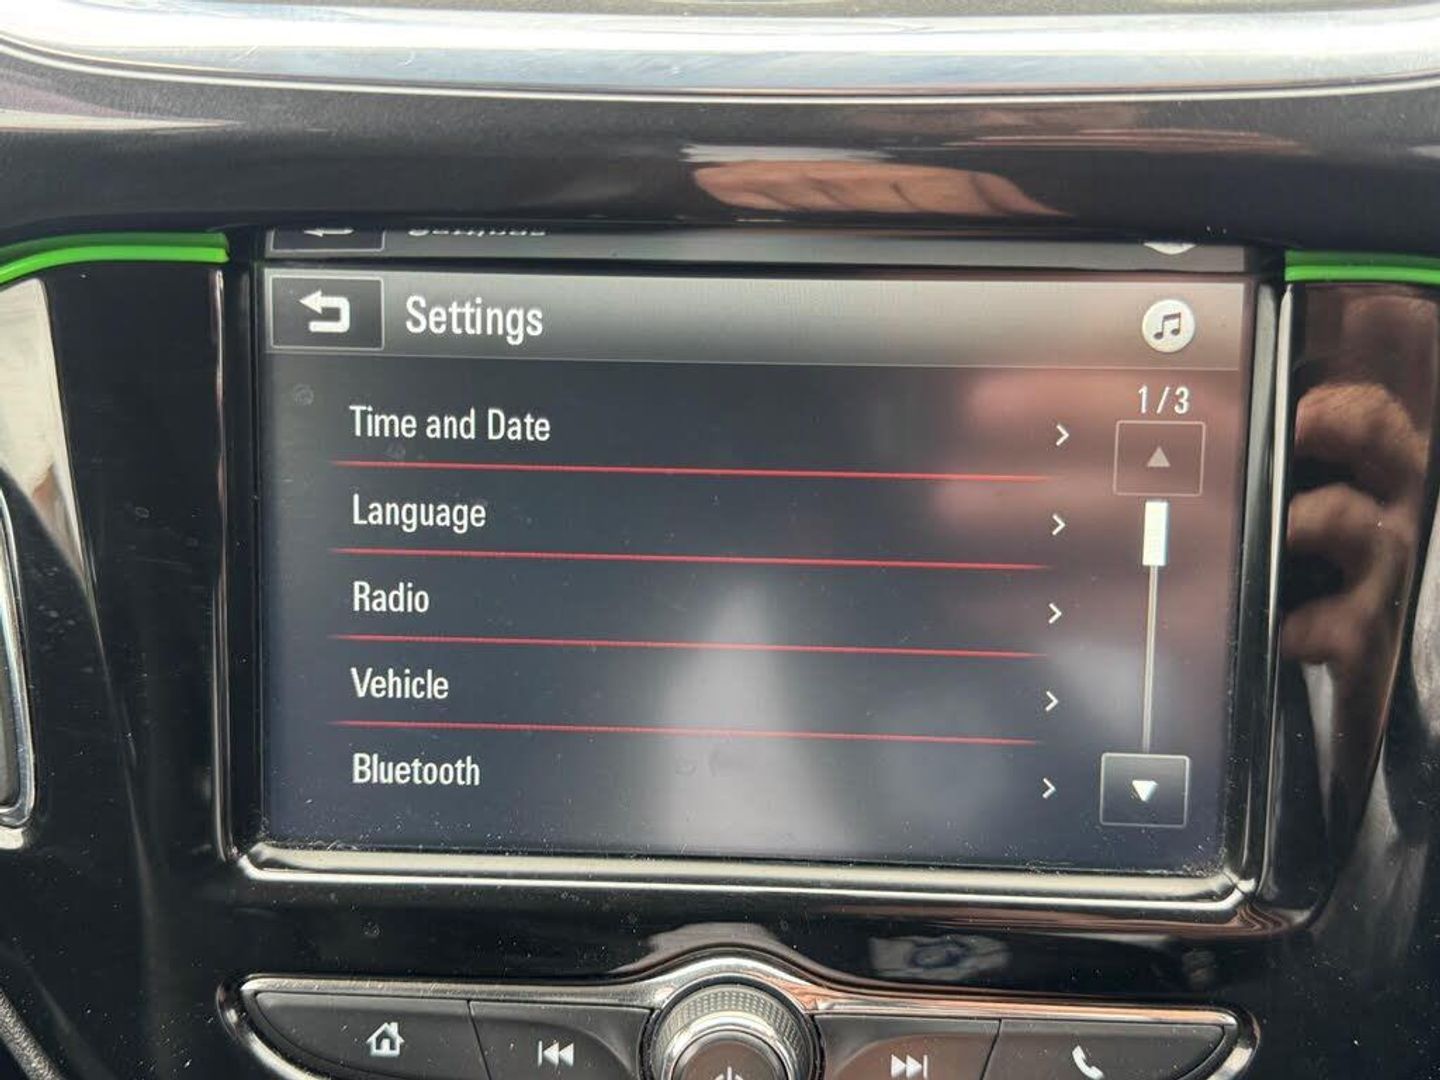 Settings
1/3
Time and Date
Language
Radio
Vehicle
Bluetooth